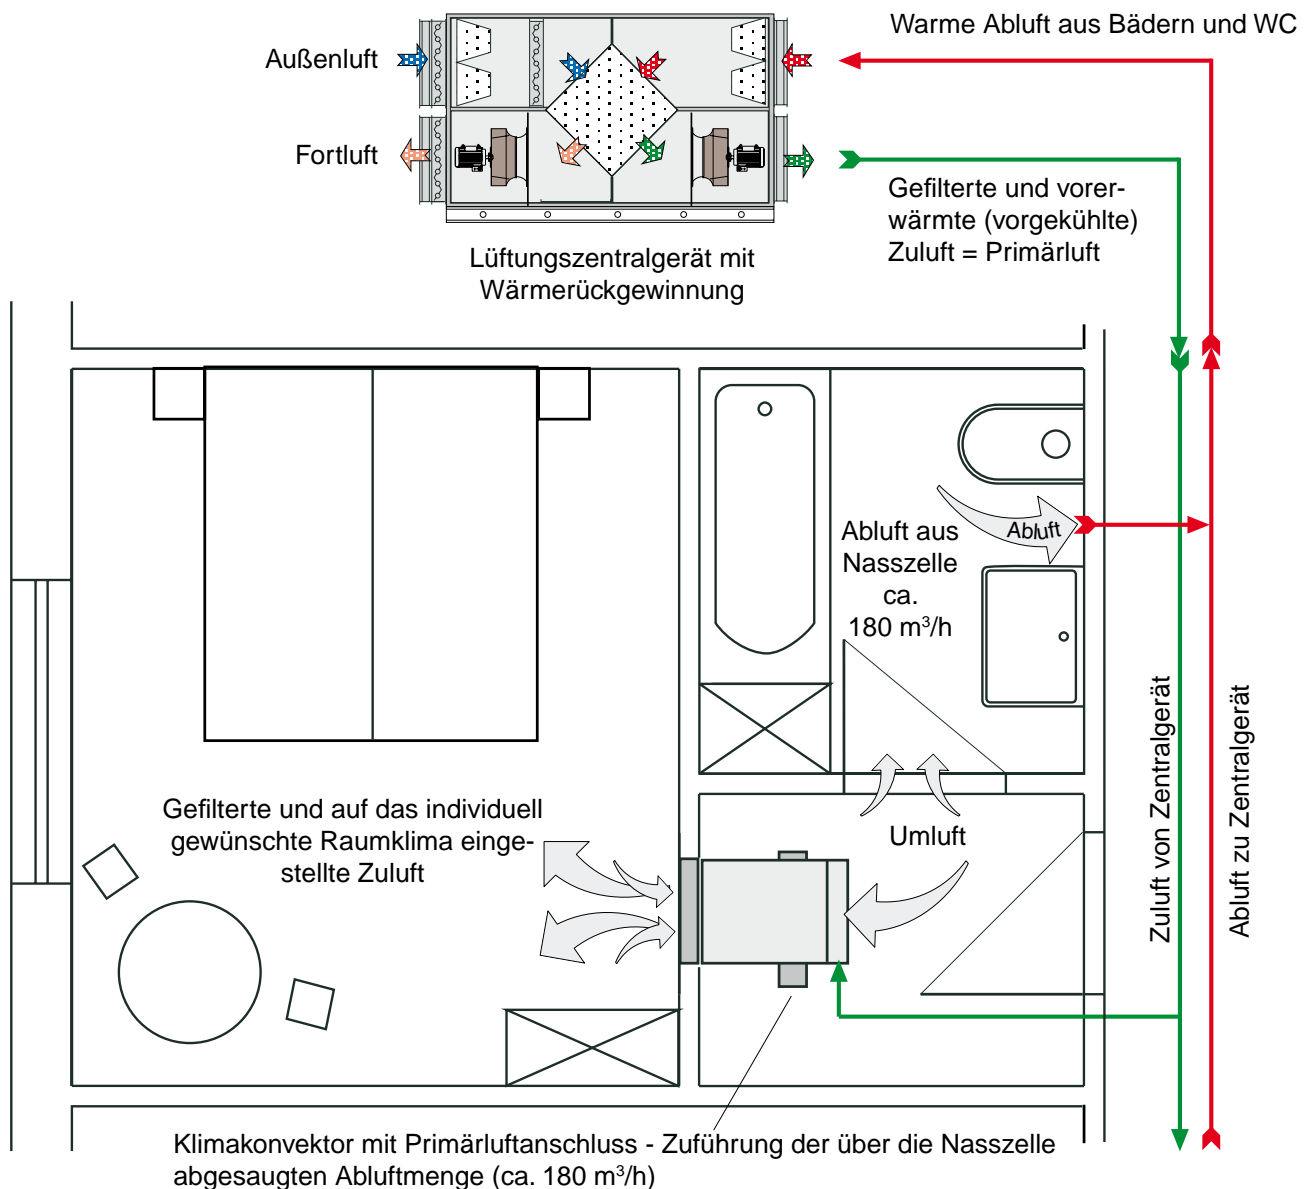 Warme Abluft aus Bädern und WC
Außenluft
Fortluft
Gefilterte und vorer-
wärmte (vorgekühlte)
Zuluft = Primärluft
Lüftungszentralgerät mit
Wärmerückgewinnung
Abluft
Abluft aus
Nasszelle
ca.
180 m³/h
Zuluft von Zentralgerät
Abluft zu Zentralgerät
Gefilterte und auf das individuell
gewünschte Raumklima einge-
stellte Zuluft
Umluft
Klimakonvektor mit Primärluftanschluss - Zuführung der über die Nasszelle
abgesaugten Abluftmenge (ca. 180 m³/h)